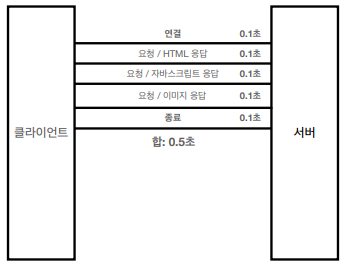 연결 0.1초
요청 / HTML 응답 0.1초
요청 / 자바스크립트 응답 0.1초
요청 / 이미지 응답 0.1초
종료 0.1초
클라이언트 서버
합: 0.5초